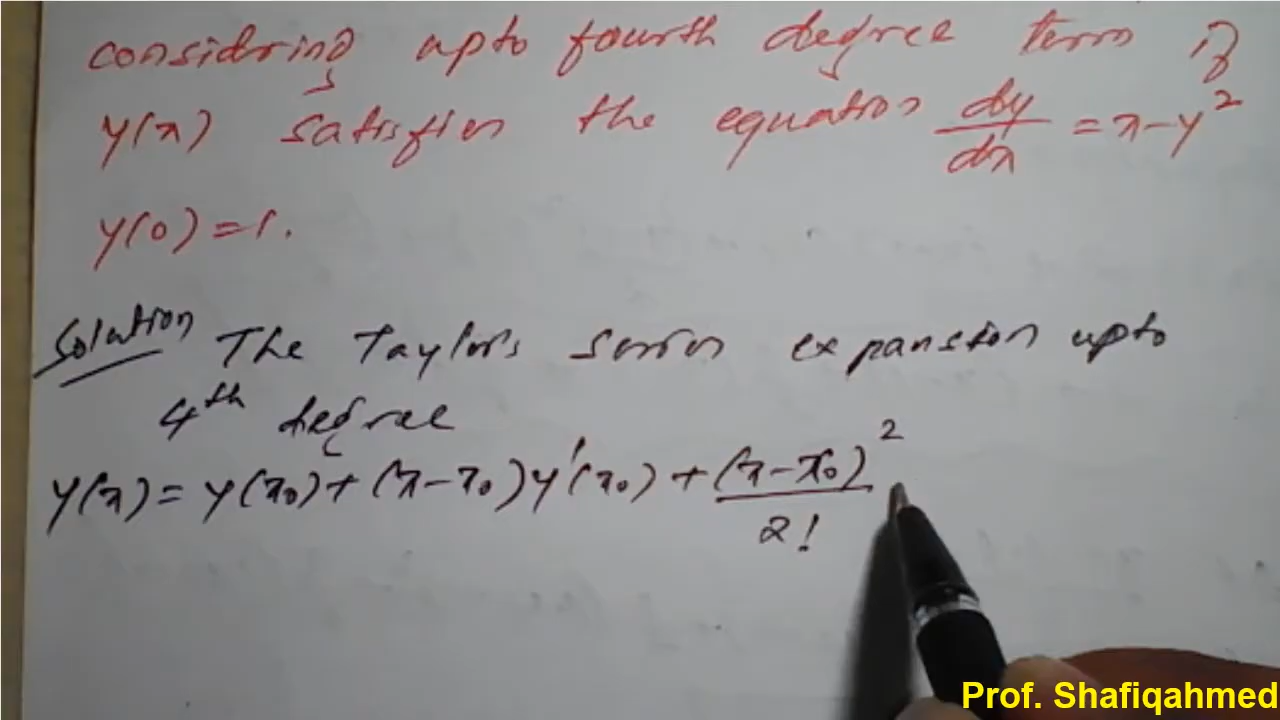 considring upto fourth degree term if
y(x) satisfies the equation dy/dx = x-y²
y(0)=1.
Solution The Taylor's series expansion upto
4th degree
y(x) = y(x₀) + (x-x₀)y'(x₀) + (x-x₀)²/2!
Prof. Shafiqahmed